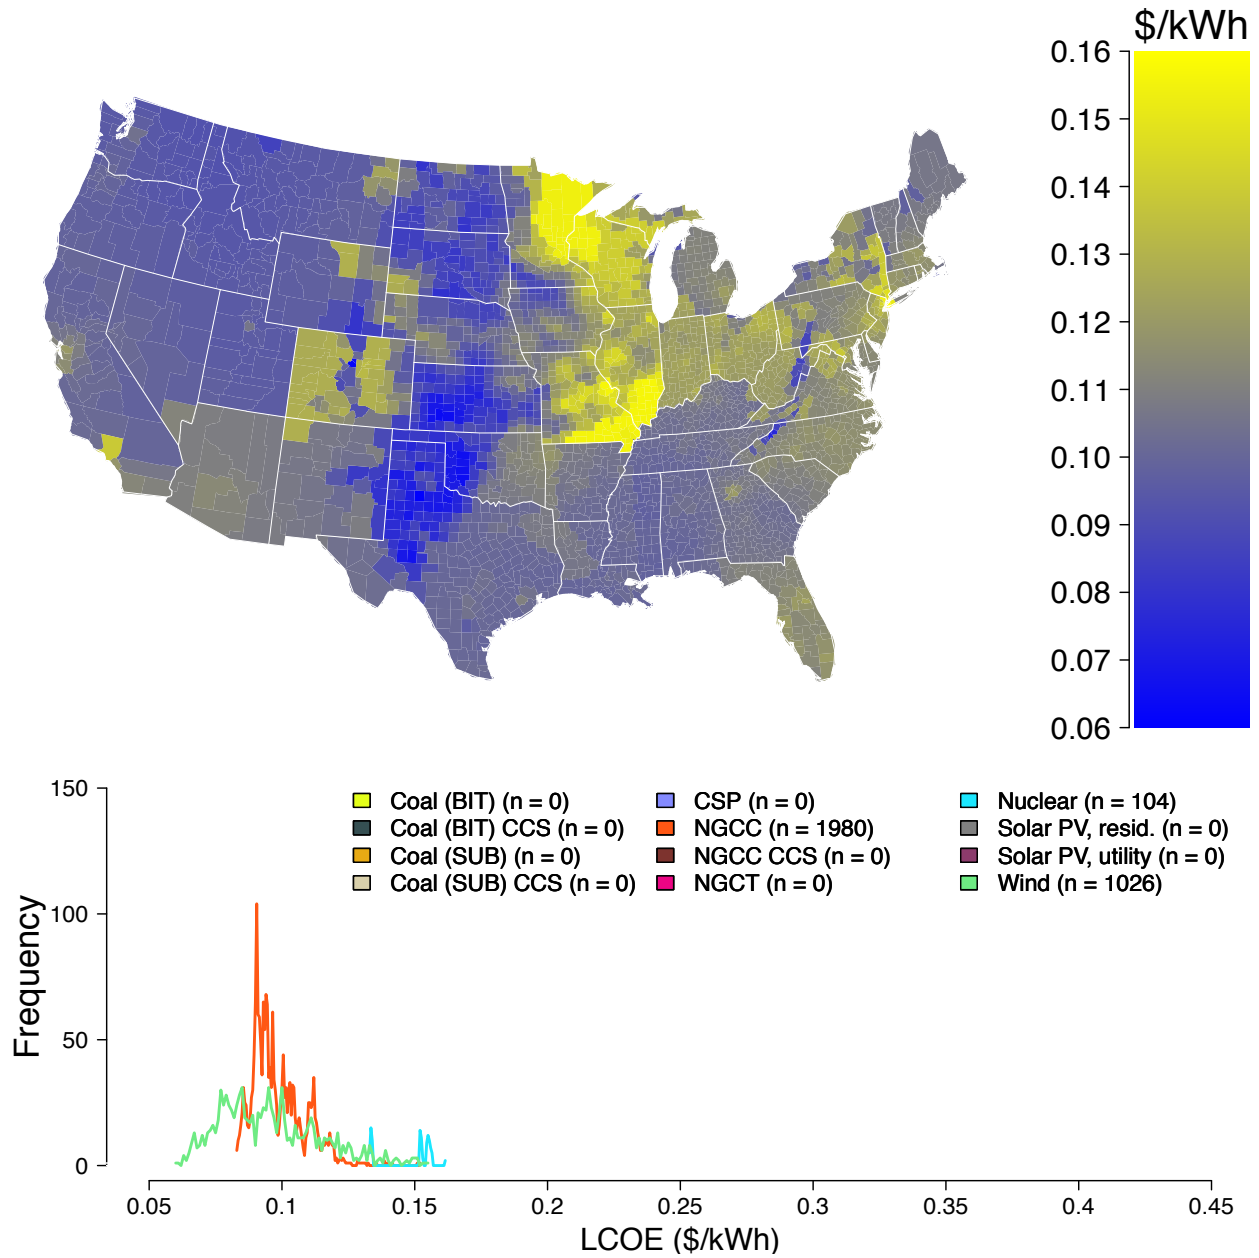 $/kWh
0.16
0.15
0.14
0.13
0.12
0.11
0.10
0.09
0.08
0.07
0.06
150
100
50
0
Frequency
Coal (BIT) (n = 0)
Coal (BIT) CCS (n = 0)
Coal (SUB) (n = 0)
Coal (SUB) CCS (n = 0)
CSP (n = 0)
NGCC (n = 1980)
NGCC CCS (n = 0)
NGCT (n = 0)
Nuclear (n = 104)
Solar PV, resid. (n = 0)
Solar PV, utility (n = 0)
Wind (n = 1026)
0.05 0.1 0.15 0.2 0.25 0.3 0.35 0.4 0.45
LCOE ($/kWh)